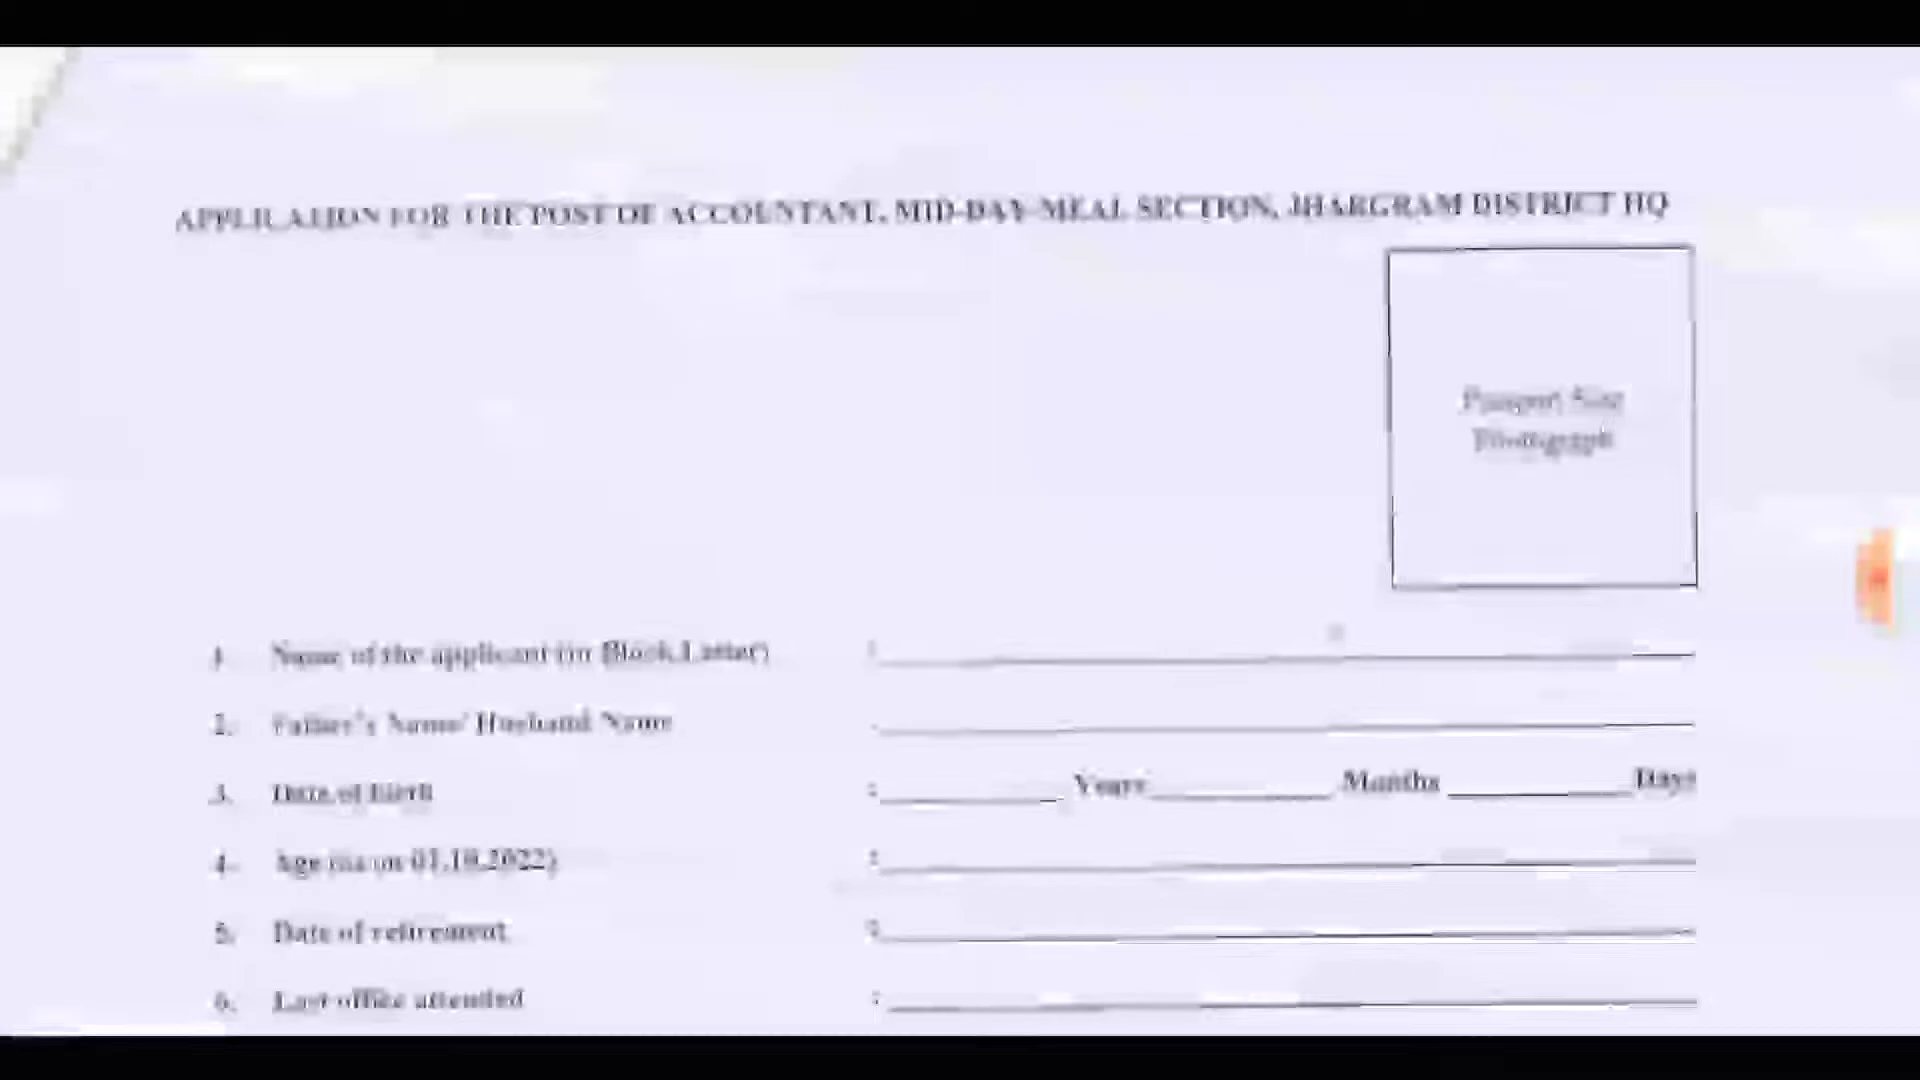 APPLICATION FOR THE POST OF ACCOUNTANT, MID-DAY-MEAL SECTION, JHARGRAM DISTRICT HQ
Passport Size
Photograph
1. Name of the applicant (in Block Latter) :
2. Father's Name/ Husband Name :
3. Date of birth : Years Months Days
4. Age (as on 01.10.2022) :
5. Date of retirement :
6. Last office attended :